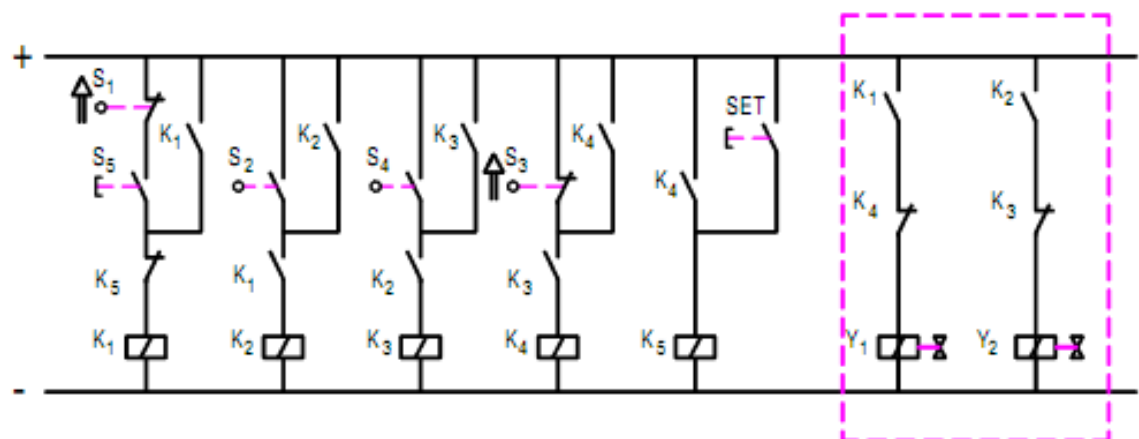 +
S1 K1 SET K1 K2
K1 K2 K3 K4
S5 S2 S4 S3 K4
K4 K3
K5 K1 K2 K3
K1 K2 K3 K4 K5 Y1 Y2
-